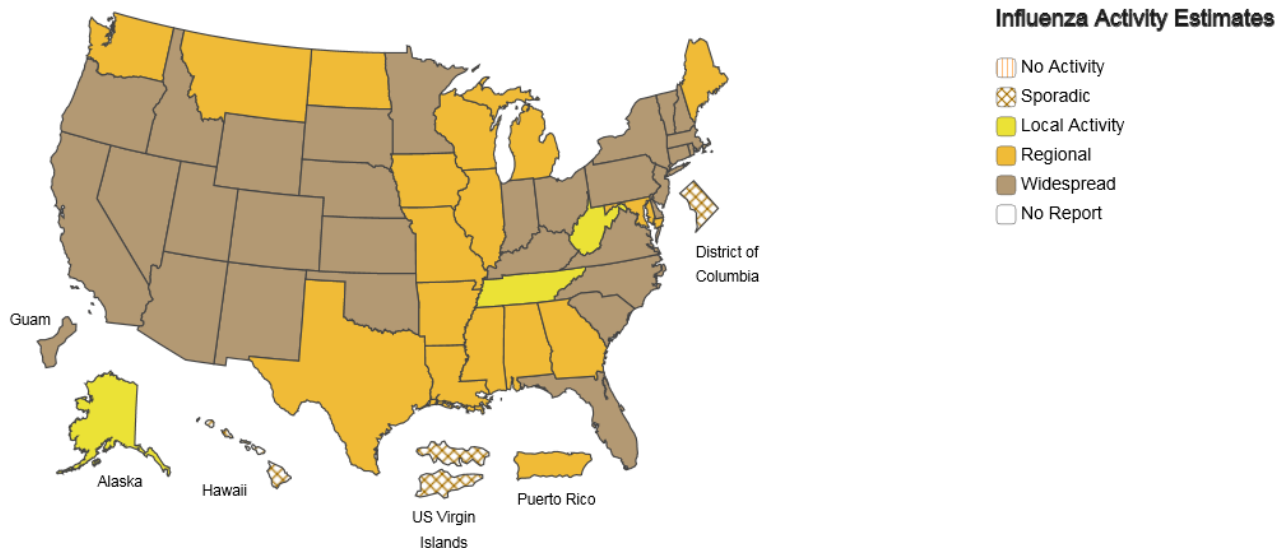 Influenza Activity Estimates
No Activity
Sporadic
Local Activity
Regional
Widespread
No Report
District of
Columbia
Guam
Alaska
Hawaii
US Virgin
Islands
Puerto Rico